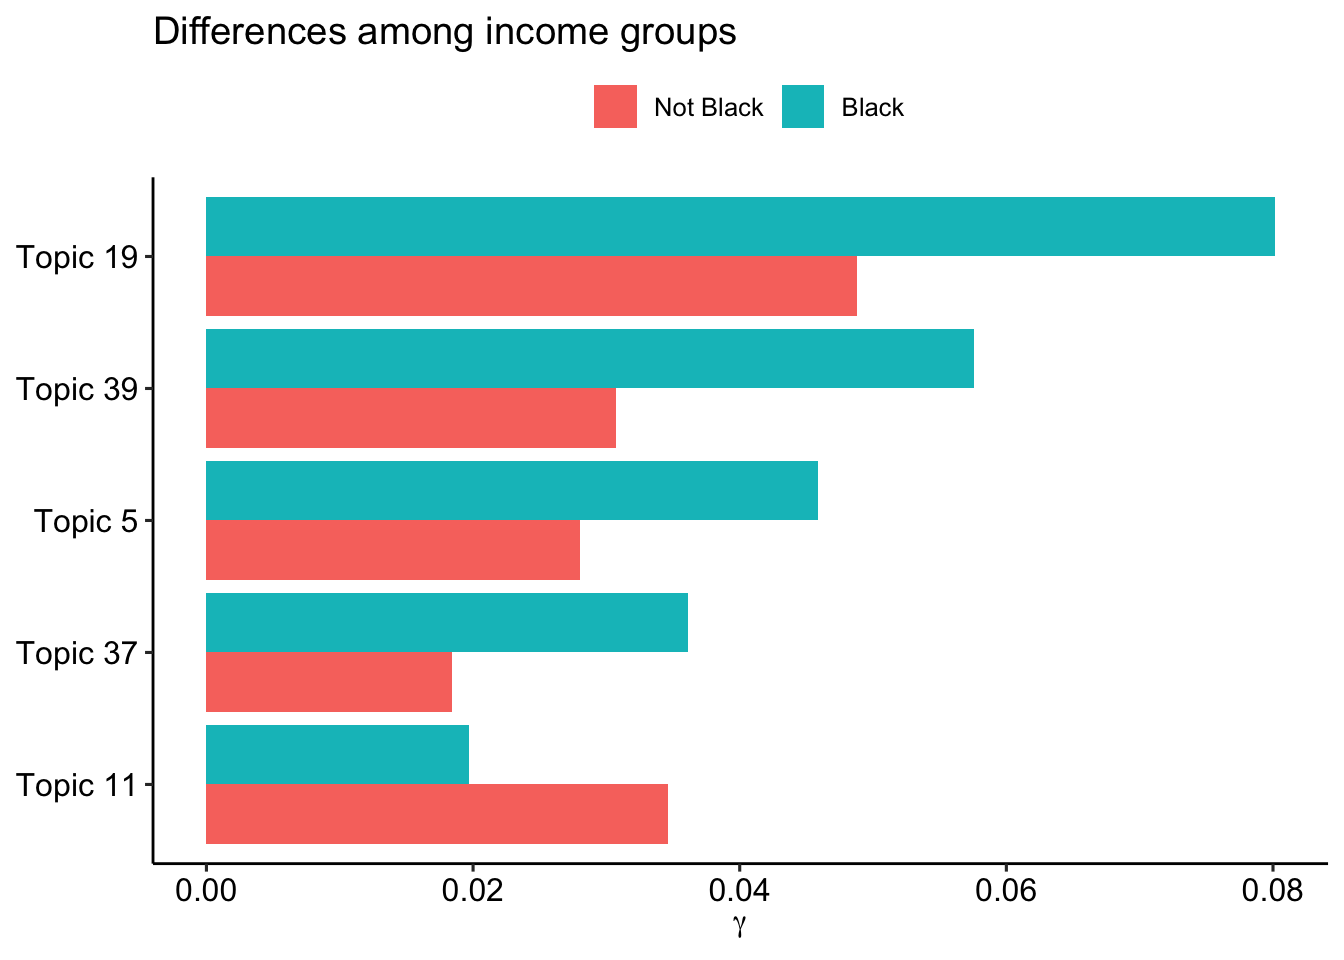 Differences among income groups
Not Black Black
Topic 19
Topic 39
Topic 5
Topic 37
Topic 11
0.00 0.02 0.04 0.06 0.08
γ